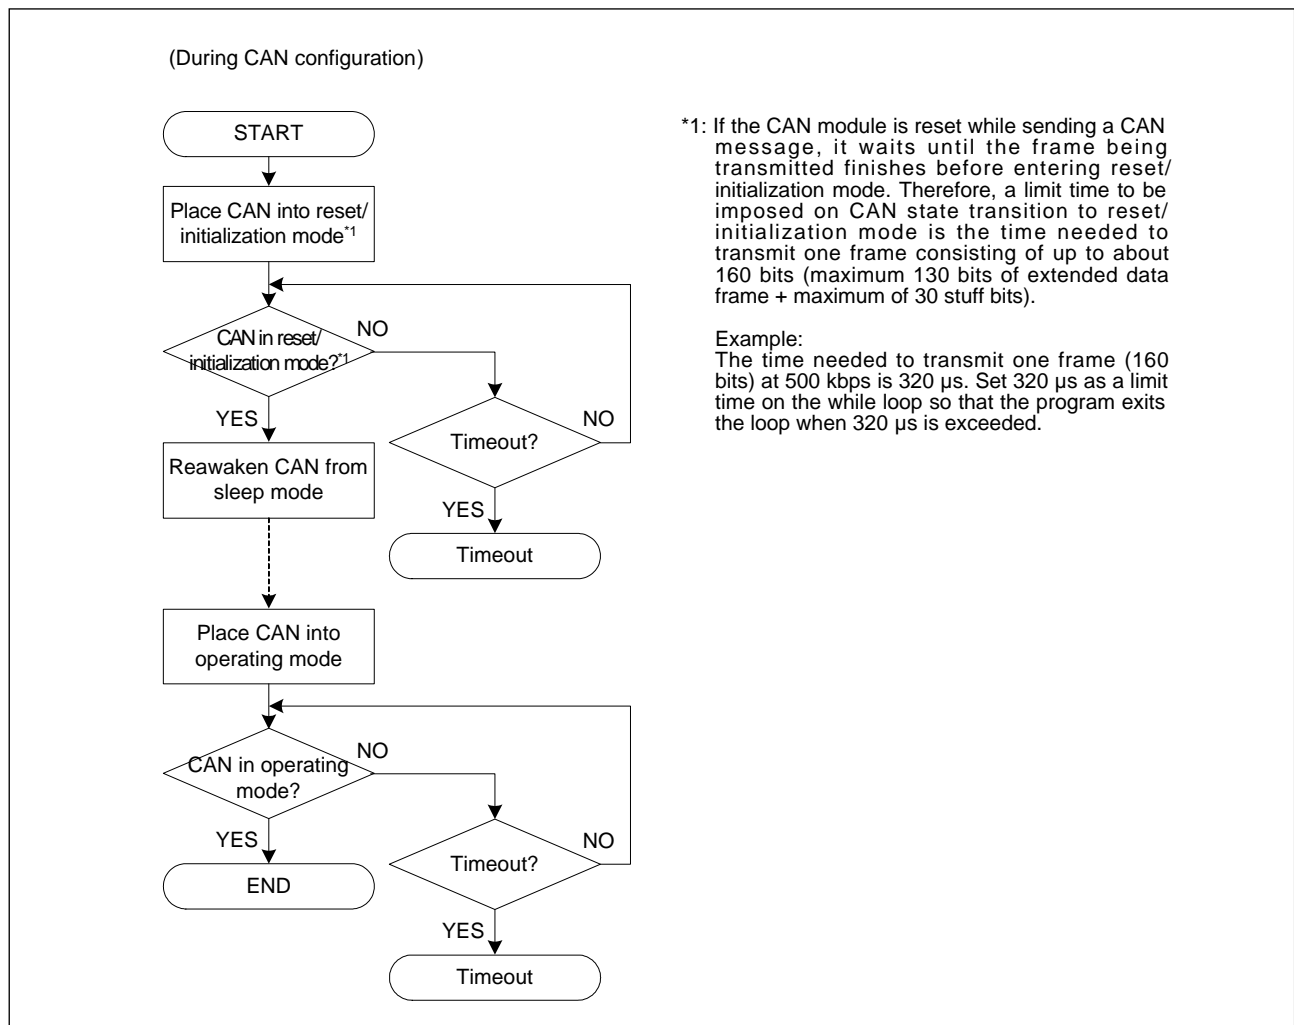 (During CAN configuration)
START
Place CAN into reset/
initialization mode*1
CAN in reset/
initialization mode?*1
NO
YES
Timeout?
NO
YES
Timeout
Reawaken CAN from
sleep mode
Place CAN into
operating mode
CAN in operating
mode?
NO
YES
END
Timeout?
NO
YES
Timeout
*1: If the CAN module is reset while sending a CAN
message, it waits until the frame being
transmitted finishes before entering reset/
initialization mode. Therefore, a limit time to be
imposed on CAN state transition to reset/
initialization mode is the time needed to
transmit one frame consisting of up to about
160 bits (maximum 130 bits of extended data
frame + maximum of 30 stuff bits).
Example:
The time needed to transmit one frame (160
bits) at 500 kbps is 320 µs. Set 320 µs as a limit
time on the while loop so that the program exits
the loop when 320 µs is exceeded.